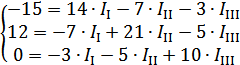 −15 = 14 · I_I − 7 · I_II − 3 · I_III
12 = −7 · I_I + 21 · I_II − 5 · I_III
0 = −3 · I_I − 5 · I_II + 10 · I_III